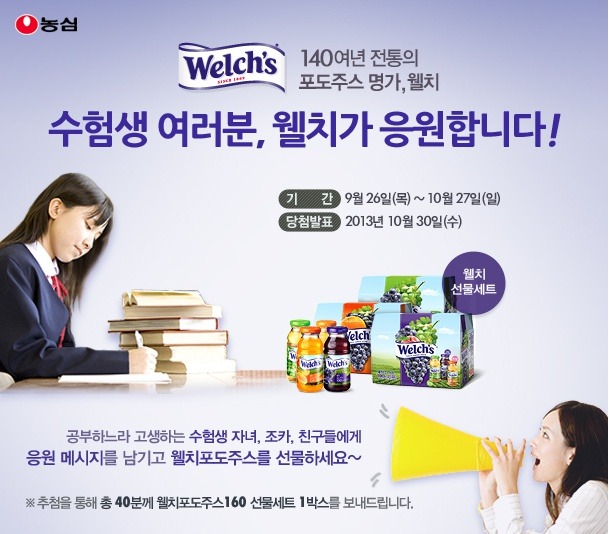 농심
Welch's
SINCE 1869
140여년 전통의
포도주스 명가, 웰치
수험생 여러분, 웰치가 응원합니다!
기 간 9월 26일(목) ~ 10월 27일(일)
당첨발표 2013년 10월 30일(수)
웰치
선물세트
Welch's
Welch's
Welch's
공부하느라 고생하는 수험생 자녀, 조카, 친구들에게
응원 메시지를 남기고 웰치포도주스를 선물하세요~
※ 추첨을 통해 총 40분께 웰치포도주스160 선물세트 1박스를 보내드립니다.